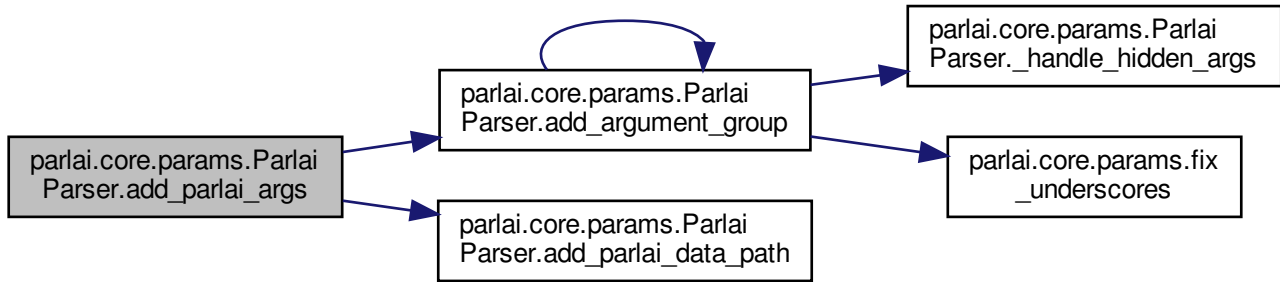 parlai.core.params.Parlai
Parser.add_parlai_args
parlai.core.params.Parlai
Parser.add_argument_group
parlai.core.params.Parlai
Parser.add_parlai_data_path
parlai.core.params.Parlai
Parser._handle_hidden_args
parlai.core.params.fix
_underscores